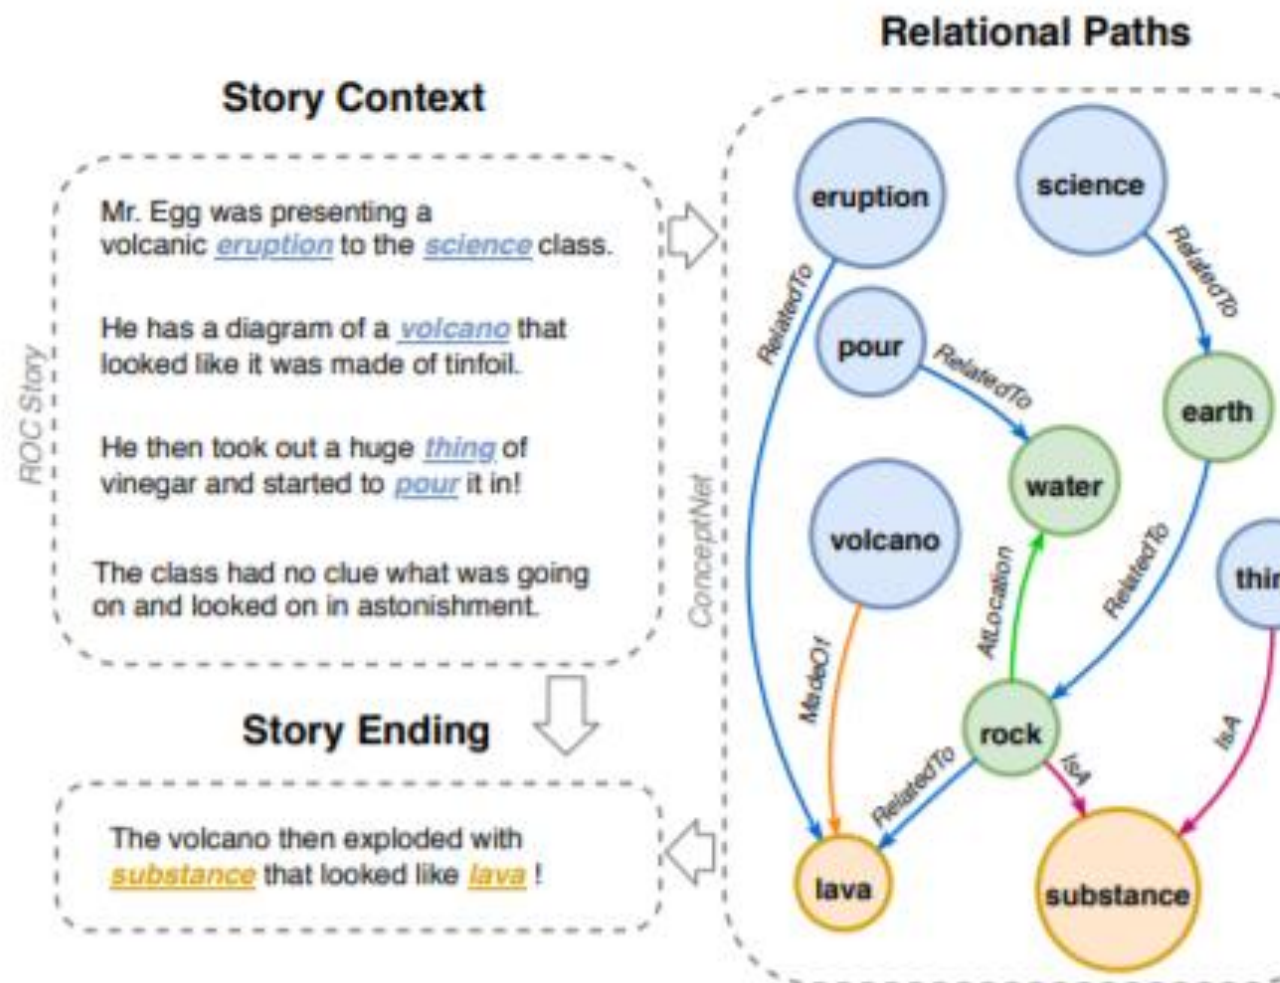 Relational Paths
Story Context
Mr. Egg was presenting a
volcanic eruption to the science class.
He has a diagram of a volcano that
looked like it was made of tinfoil.
He then took out a huge thing of
vinegar and started to pour it in!
The class had no clue what was going
on and looked on in astonishment.
ROC Story
Story Ending
The volcano then exploded with
substance that looked like lava !
ConceptNet
eruption
science
RelatedTo
RelatedTo
pour
RelatedTo
earth
water
volcano
AtLocation
RelatedTo
MadeOf
rock
IsA
RelatedTo
IsA
lava
substance